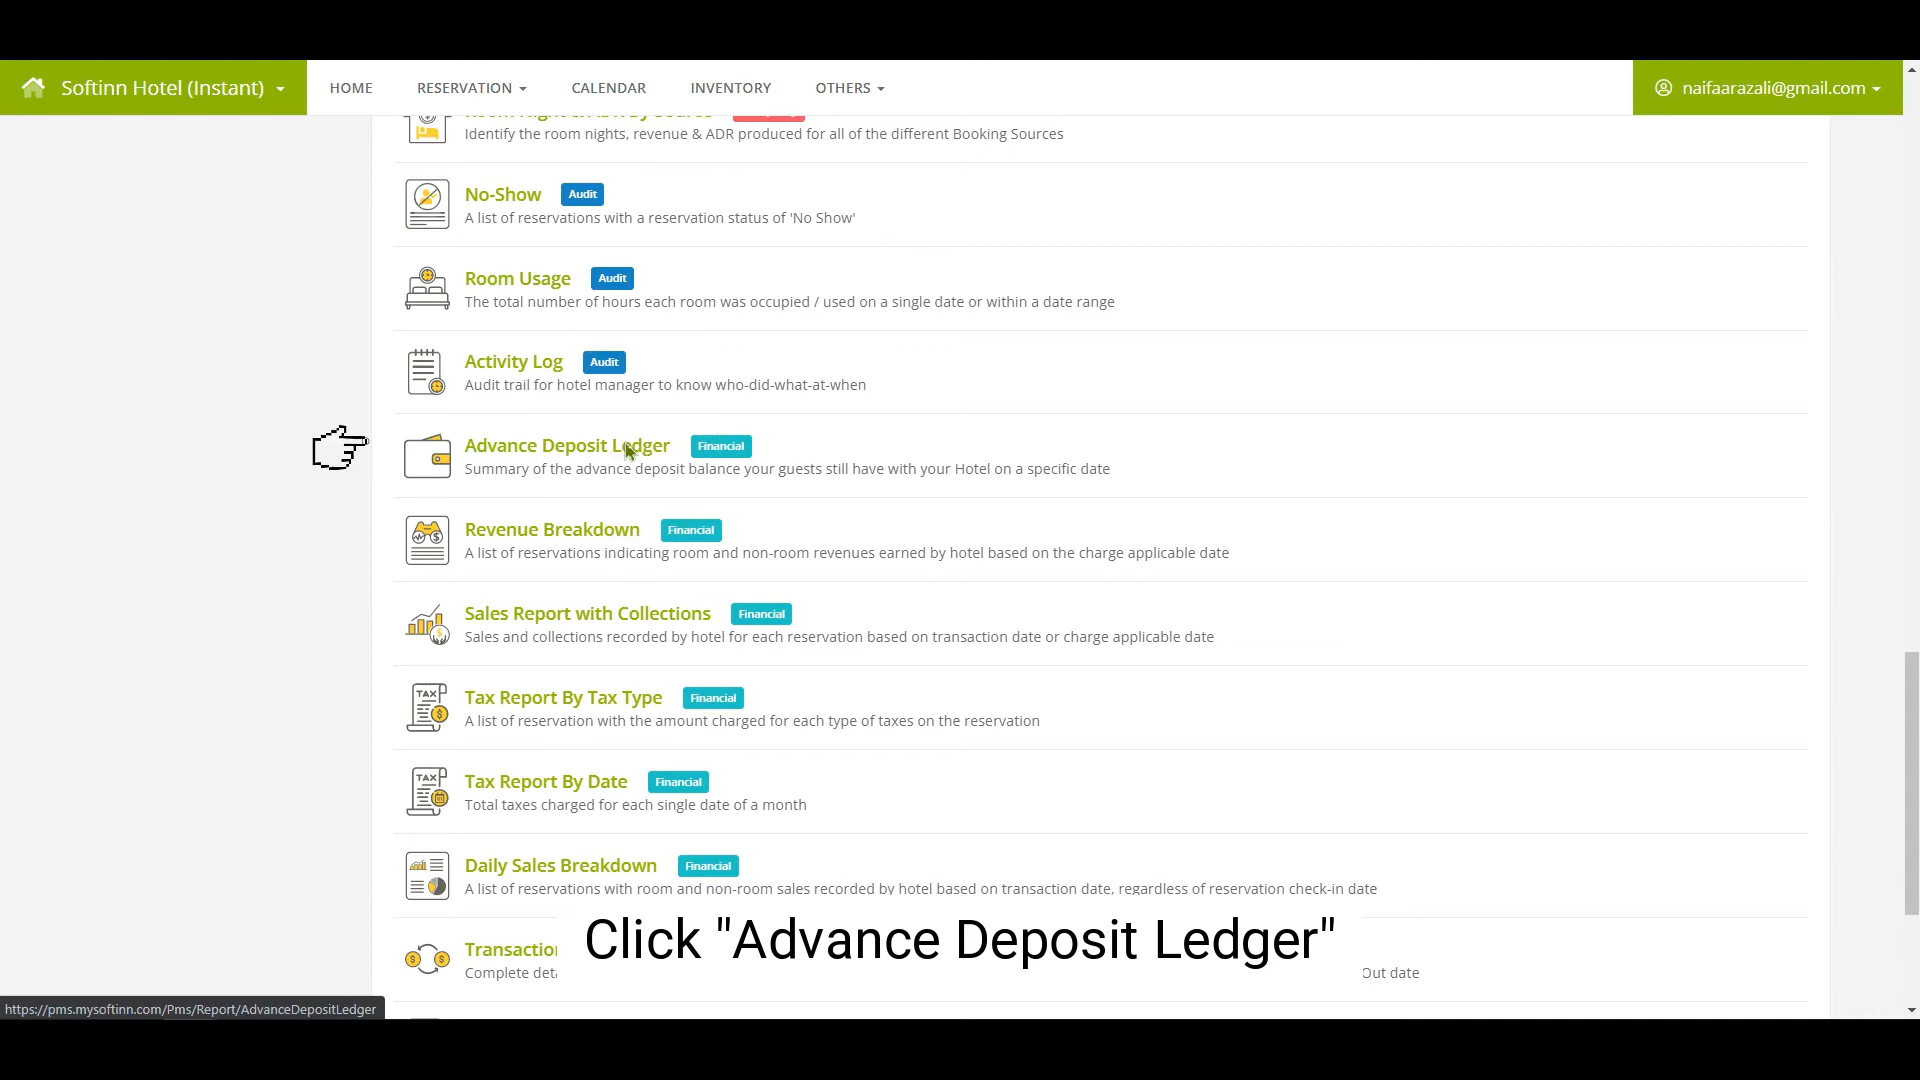 Softinn Hotel (Instant)
HOME
RESERVATION
CALENDAR
INVENTORY
OTHERS
naifaarazali@gmail.com
Identify the room nights, revenue & ADR produced for all of the different Booking Sources
No-Show
Audit
A list of reservations with a reservation status of 'No Show'
Room Usage
Audit
The total number of hours each room was occupied / used on a single date or within a date range
Activity Log
Audit
Audit trail for hotel manager to know who-did-what-at-when
Advance Deposit Ledger
Financial
Summary of the advance deposit balance your guests still have with your Hotel on a specific date
Revenue Breakdown
Financial
A list of reservations indicating room and non-room revenues earned by hotel based on the charge applicable date
Sales Report with Collections
Financial
Sales and collections recorded by hotel for each reservation based on transaction date or charge applicable date
TAX
Tax Report By Tax Type
Financial
A list of reservation with the amount charged for each type of taxes on the reservation
TAX
Tax Report By Date
Financial
Total taxes charged for each single date of a month
Daily Sales Breakdown
Financial
A list of reservations with room and non-room sales recorded by hotel based on transaction date, regardless of reservation check-in date
Click "Advance Deposit Ledger"
Transaction
Complete deta
Out date
https://pms.mysoftinn.com/Pms/Report/AdvanceDepositLedger